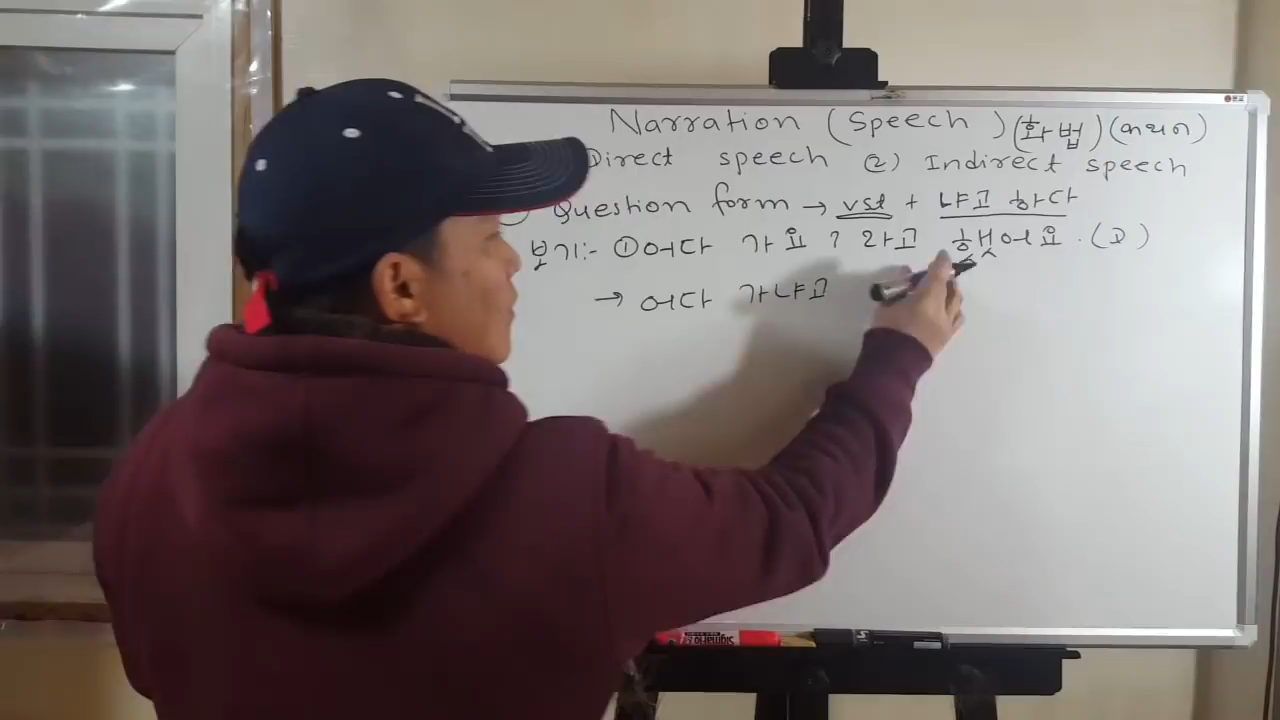 Narration (Speech) (화법) (कथन)
Direct speech 2) Indirect speech
Question form → vst + 냐고 하다
보기:- ① 어디 가요? 라고 했어요. (D)
→ 어디 가냐고